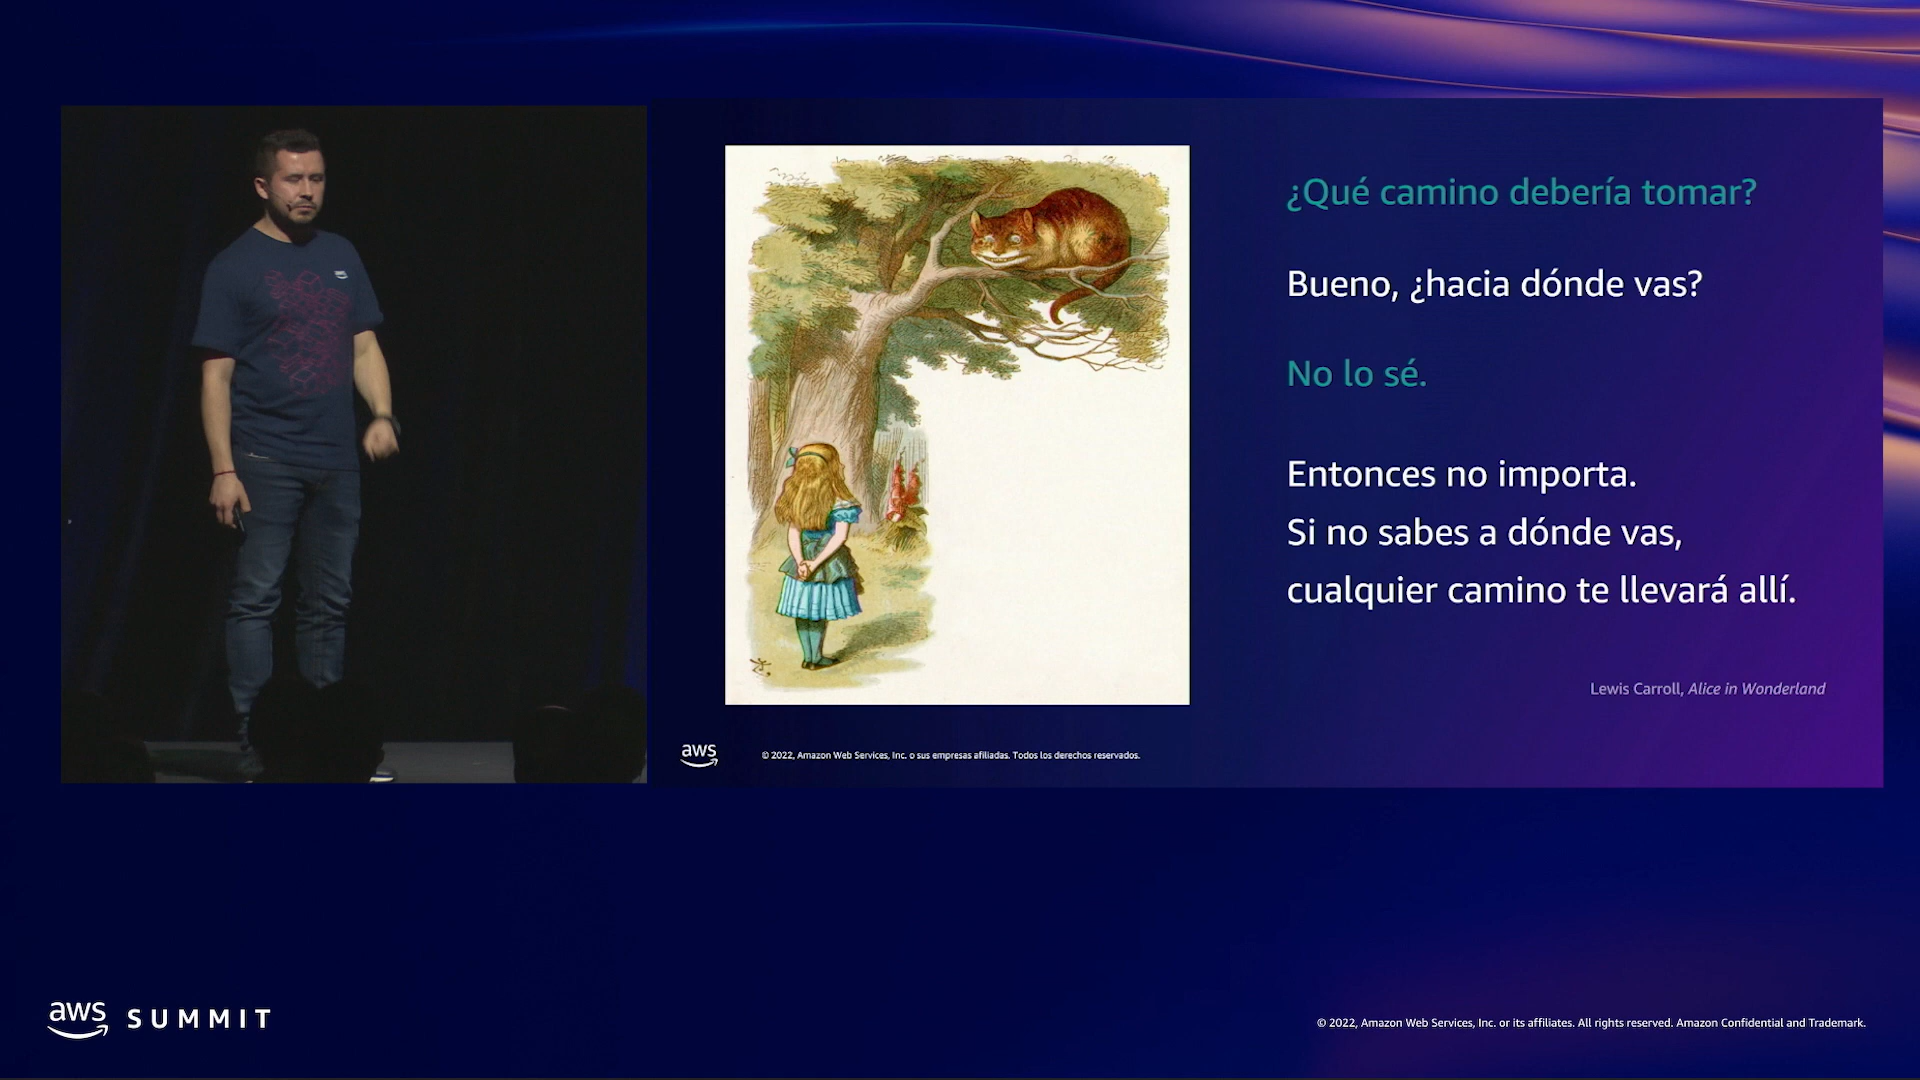 ¿Qué camino debería tomar?
Bueno, ¿hacia dónde vas?
No lo sé.
Entonces no importa.
Si no sabes a dónde vas,
cualquier camino te llevará allí.
Lewis Carroll, Alice in Wonderland
aws
© 2022, Amazon Web Services, Inc. o sus empresas afiliadas. Todos los derechos reservados.
aws SUMMIT
© 2022, Amazon Web Services, Inc. or its affiliates. All rights reserved. Amazon Confidential and Trademark.